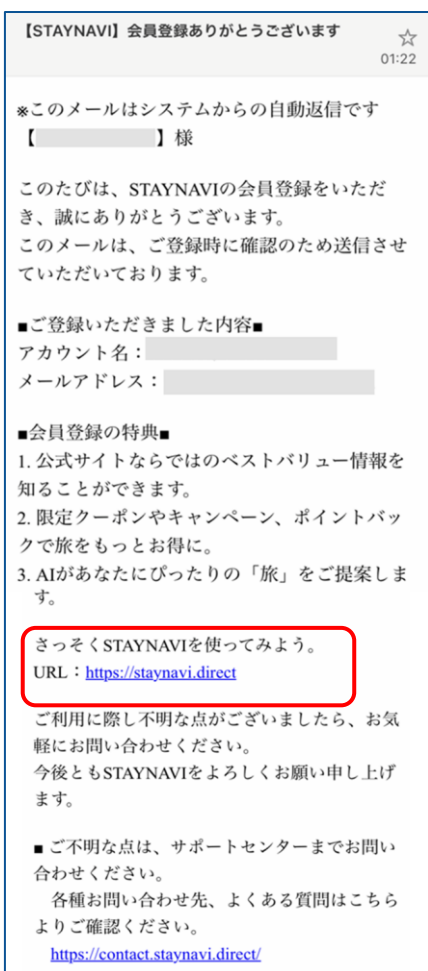 【STAYNAVI】会員登録ありがとうございます
01:22
※このメールはシステムからの自動返信です
【 】様
このたびは、STAYNAVIの会員登録をいただ
き、誠にありがとうございます。
このメールは、ご登録時に確認のため送信させ
ていただいております。
■ご登録いただきました内容■
アカウント名：
メールアドレス：
■会員登録の特典■
1. 公式サイトならではのベストバリュー情報を
知ることができます。
2. 限定クーポンやキャンペーン、ポイントバッ
クで旅をもっとお得に。
3. AIがあなたにぴったりの「旅」をご提案しま
す。
さっそくSTAYNAVIを使ってみよう。
URL：https://staynavi.direct
ご利用に際し不明な点がございましたら、お気
軽にお問い合わせください。
今後ともSTAYNAVIをよろしくお願い申し上げ
ます。
■ ご不明な点は、サポートセンターまでお問い
合わせください。
各種お問い合わせ先、よくある質問はこちら
よりご確認ください。
https://contact.staynavi.direct/